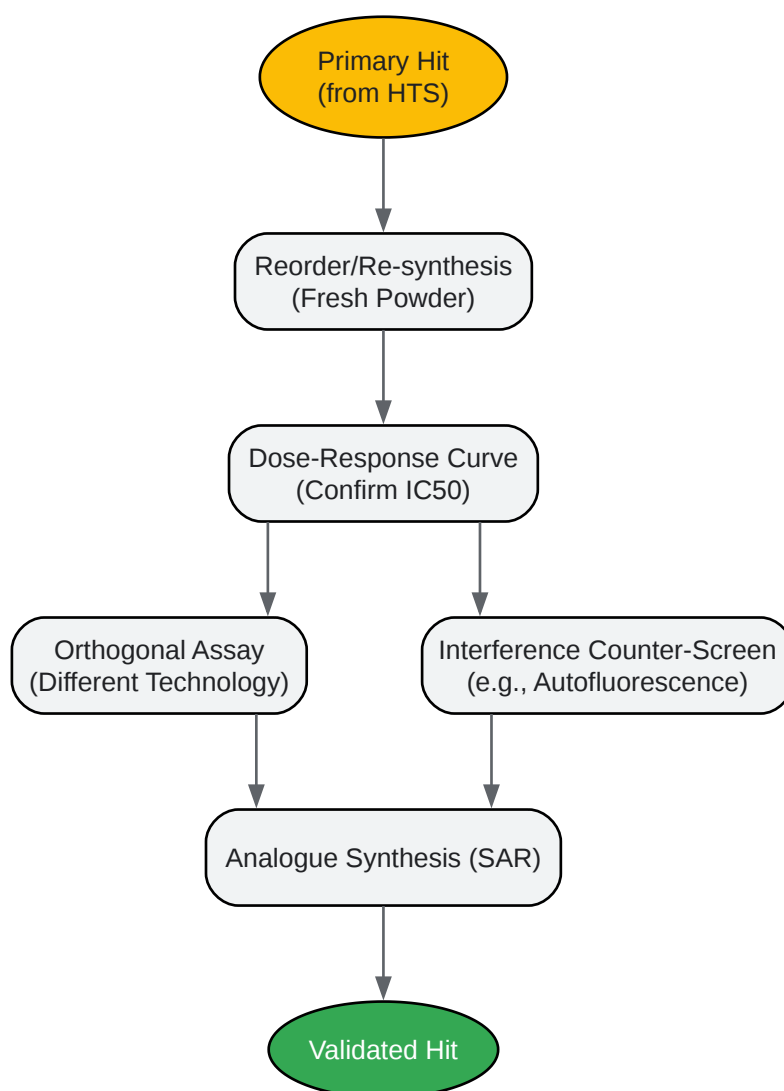 Primary Hit
(from HTS)
Reorder/Re-synthesis
(Fresh Powder)
Dose-Response Curve
(Confirm IC50)
Orthogonal Assay
(Different Technology)
Interference Counter-Screen
(e.g., Autofluorescence)
Analogue Synthesis (SAR)
Validated Hit